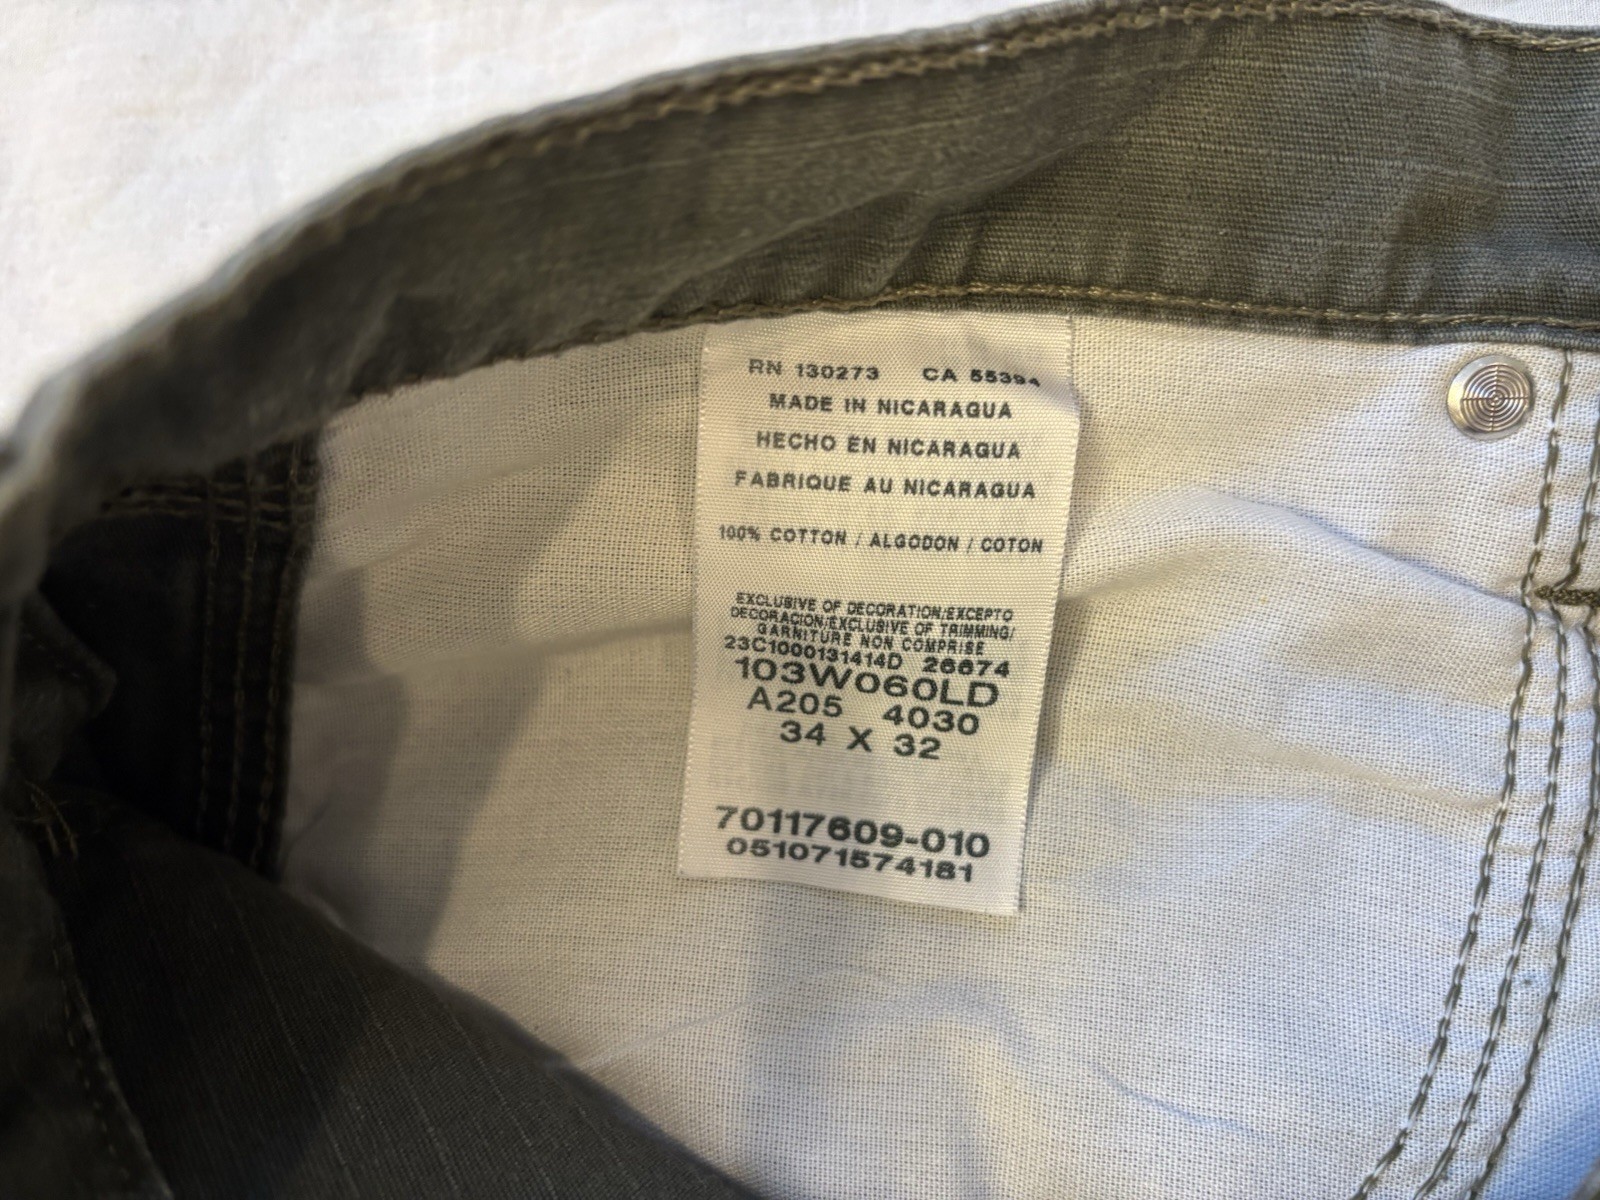 RN 130273 CA 55394
MADE IN NICARAGUA
HECHO EN NICARAGUA
FABRIQUE AU NICARAGUA
100% COTTON / ALGODON / COTON
EXCLUSIVE OF DECORATION/EXCEPTO
DECORACION/EXCLUSIVE OF TRIMMING/
GARNITURE NON COMPRISE
23C1000131414D 26674
103W060LD
A205 4030
34 X 32
70117609-010
051071574181